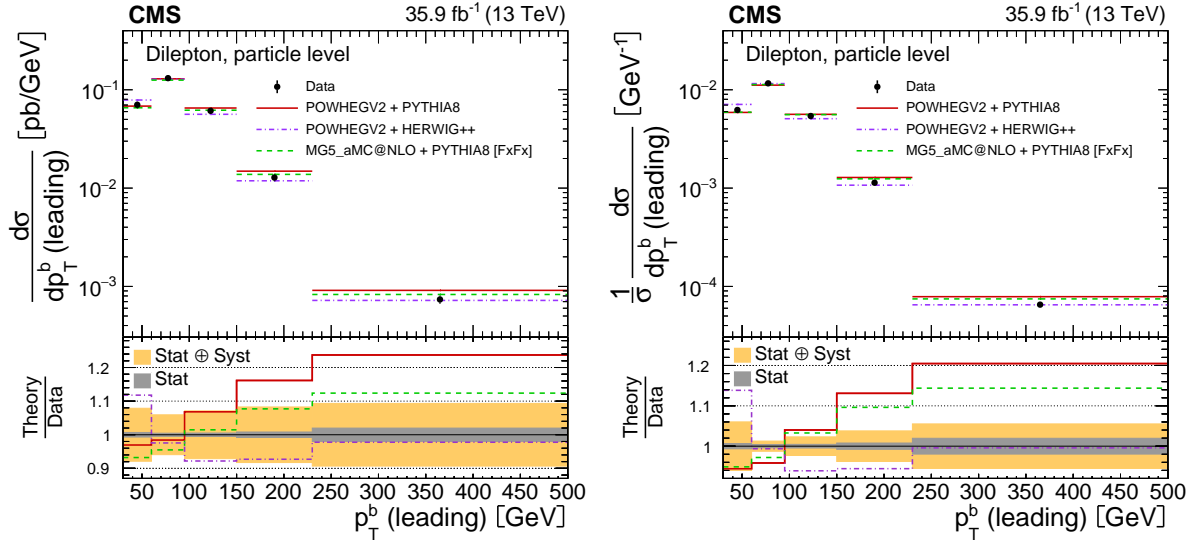 CMS 35.9 fb⁻¹ (13 TeV)
Dilepton, particle level
Data
POWHEGV2 + PYTHIA8
POWHEGV2 + HERWIG++
MG5_aMC@NLO + PYTHIA8 [FxFx]
10⁻¹
10⁻²
10⁻³
dσ
dp_T^b (leading) [pb/GeV]
Stat ⊕ Syst
Stat
1.2
1.1
1
0.9
Theory
Data
50 100 150 200 250 300 350 400 450 500
p_T^b (leading) [GeV]
CMS 35.9 fb⁻¹ (13 TeV)
Dilepton, particle level
Data
POWHEGV2 + PYTHIA8
POWHEGV2 + HERWIG++
MG5_aMC@NLO + PYTHIA8 [FxFx]
10⁻²
10⁻³
10⁻⁴
1 dσ
σ dp_T^b (leading) [GeV⁻¹]
Stat ⊕ Syst
Stat
1.2
1.1
1
Theory
Data
50 100 150 200 250 300 350 400 450 500
p_T^b (leading) [GeV]